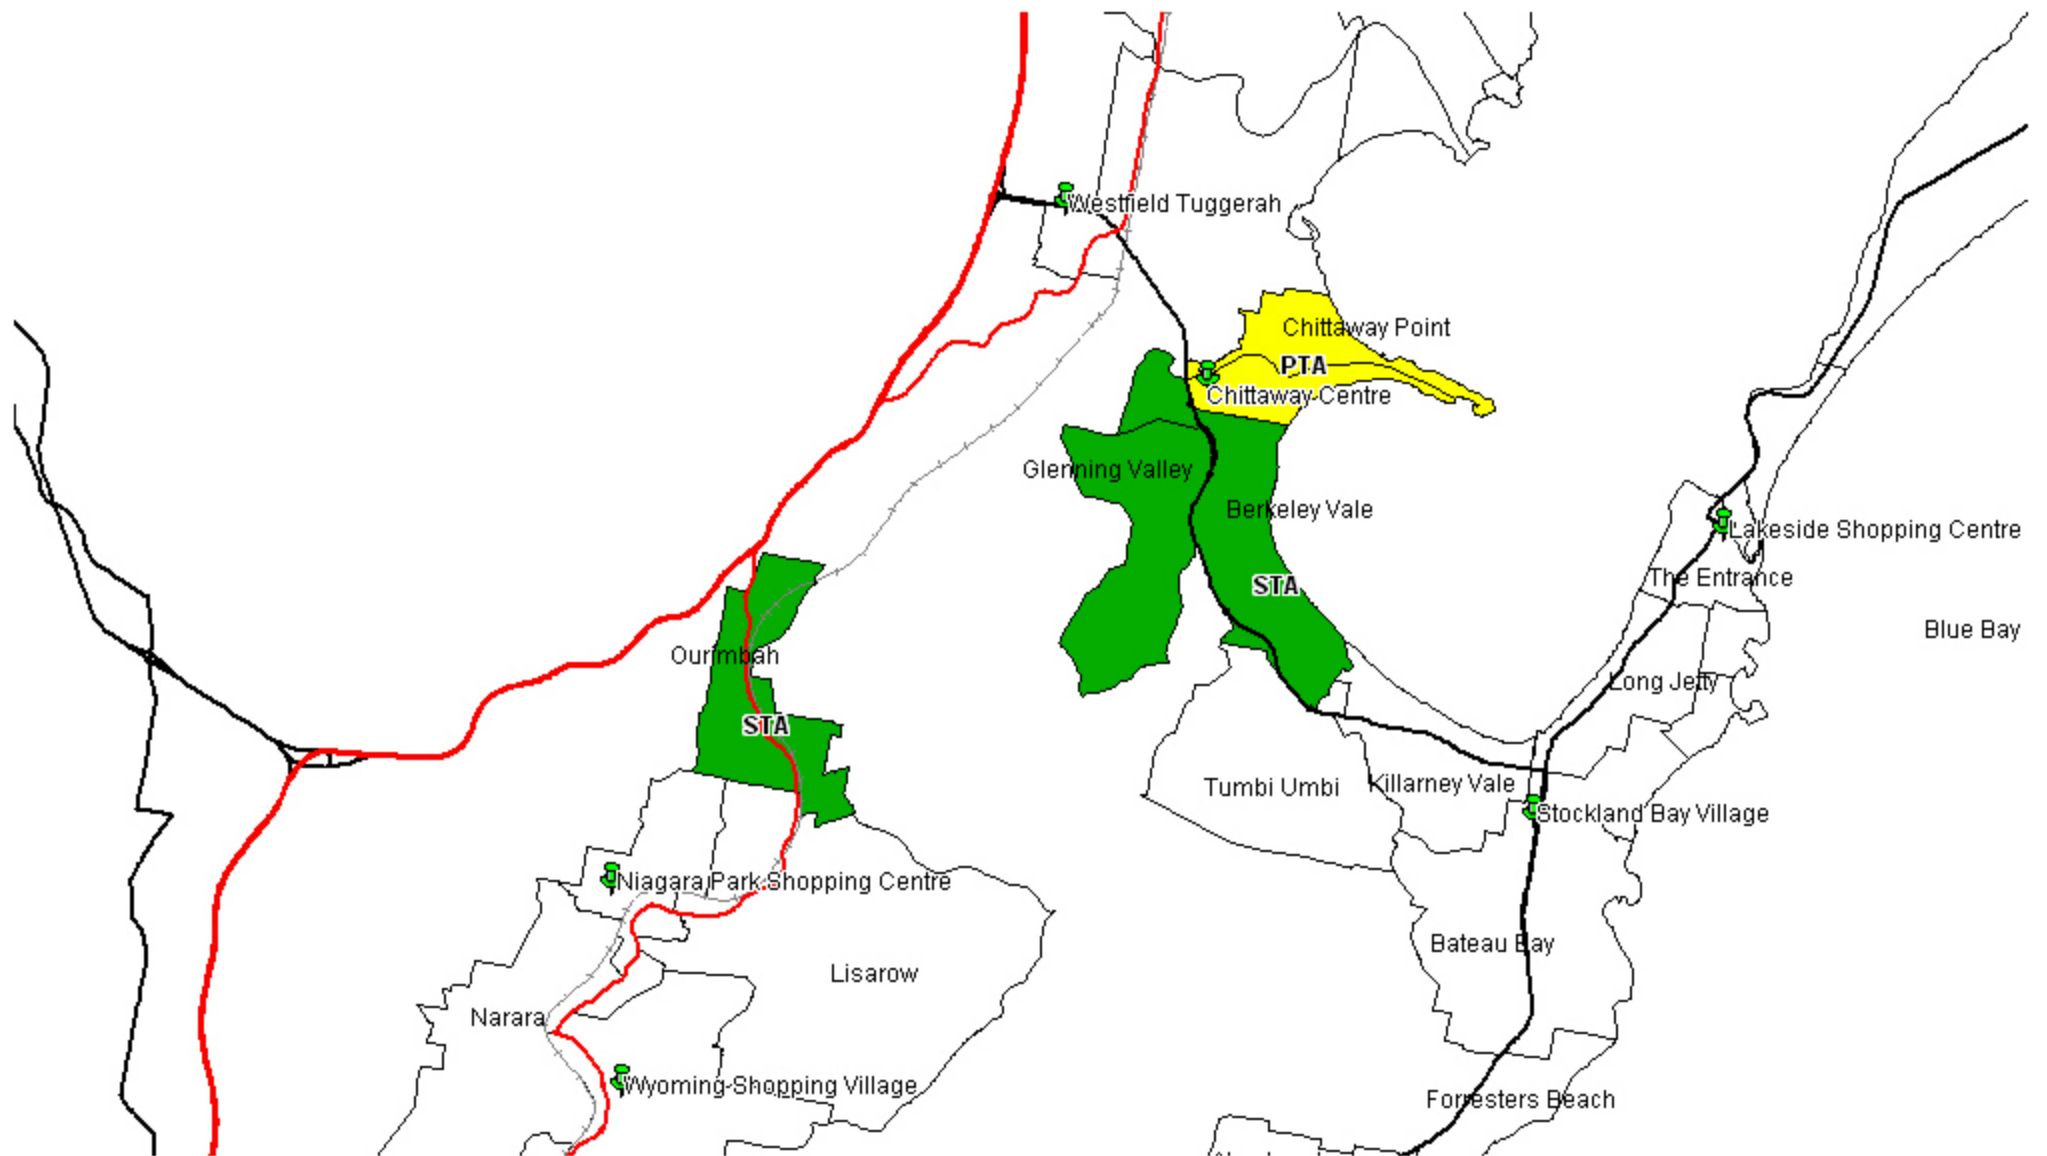 Westfield Tuggerah
Chittaway Point
PTA
Chittaway Centre
Glenning Valley
Berkeley Vale
Lakeside Shopping Centre
The Entrance
STA
Blue Bay
Ourimbah
Long Jetty
STA
Tumbi Umbi
Killarney Vale
Stockland Bay Village
Niagara Park Shopping Centre
Bateau Bay
Lisarow
Narara
Wyoming Shopping Village
Forresters Beach